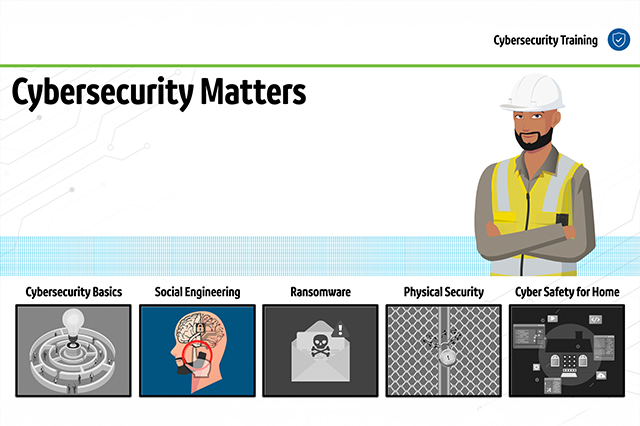 Cybersecurity Training
Cybersecurity Matters
Cybersecurity Basics
Social Engineering
Ransomware
Physical Security
Cyber Safety for Home